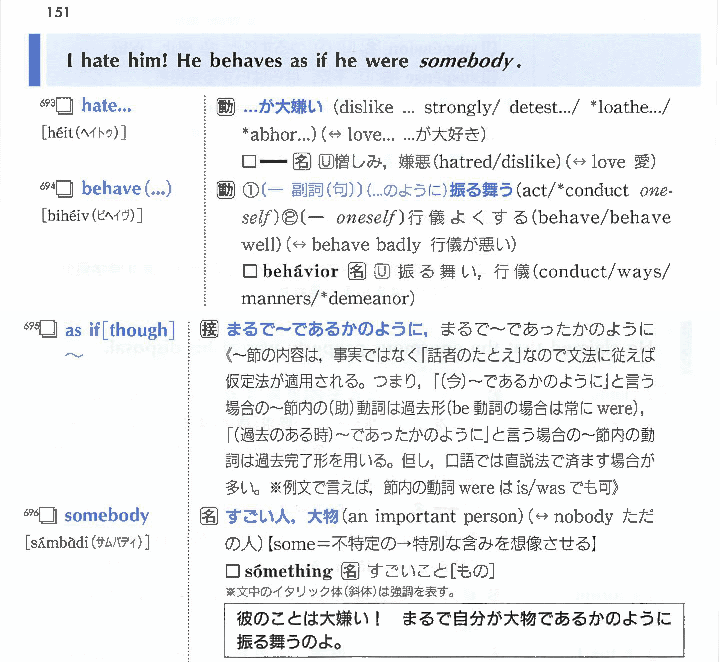 151
I hate him! He behaves as if he were somebody.
693□ hate...
[héit(ヘイトゥ)]
動 ...が大嫌い (dislike ... strongly/ detest.../ *loathe.../
*abhor...)(↔ love... ...が大好き)
□ ━ 名 Ⓤ憎しみ, 嫌悪(hatred/dislike)(↔ love 愛)
694□ behave(...)
[bihéiv(ビヘイヴ)]
動 ①(― 副詞(句))(...のように)振る舞う(act/*conduct one-
self)②(― oneself)行儀よくする(behave/behave
well)(↔ behave badly 行儀が悪い)
□ behávior 名 Ⓤ 振る舞い, 行儀(conduct/ways/
manners/*demeanor)
695□ as if[though]
～
接 まるで～であるかのように, まるで～であったかのように
《～節の内容は, 事実ではなく「話者のたとえ」なので文法に従えば
仮定法が適用される。つまり, 「(今)～であるかのように」と言う
場合の～節内の(助)動詞は過去形(be 動詞の場合は常に were),
「(過去のある時)～であったかのように」と言う場合の～節内の動
詞は過去完了形を用いる。但し, 口語では直説法で済ます場合が
多い。※例文で言えば, 節内の動詞 were は is/was でも可》
696□ somebody
[sʌ́mbὰdi(サムバディ)]
名 すごい人, 大物(an important person)(↔ nobody ただ
の人)【some=不特定の→特別な含みを想像させる】
□ sómething 名 すごいこと[もの]
※文中のイタリック体(斜体)は強調を表す。
彼のことは大嫌い！ まるで自分が大物であるかのように
振る舞うのよ。